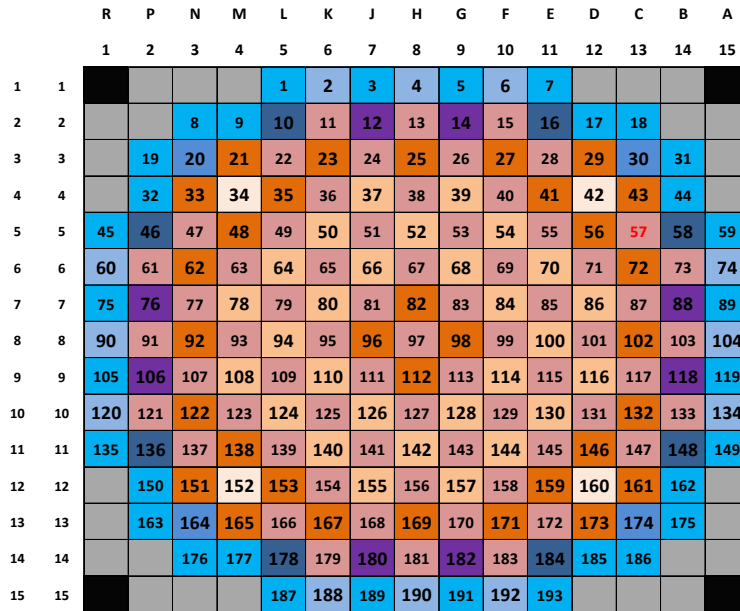 R P N M L K J H G F E D C B A
1 2 3 4 5 6 7 8 9 10 11 12 13 14 15
1 1 1 2 3 4 5 6 7
2 2 8 9 10 11 12 13 14 15 16 17 18
3 3 19 20 21 22 23 24 25 26 27 28 29 30 31
4 4 32 33 34 35 36 37 38 39 40 41 42 43 44
5 5 45 46 47 48 49 50 51 52 53 54 55 56 57 58 59
6 6 60 61 62 63 64 65 66 67 68 69 70 71 72 73 74
7 7 75 76 77 78 79 80 81 82 83 84 85 86 87 88 89
8 8 90 91 92 93 94 95 96 97 98 99 100 101 102 103 104
9 9 105 106 107 108 109 110 111 112 113 114 115 116 117 118 119
10 10 120 121 122 123 124 125 126 127 128 129 130 131 132 133 134
11 11 135 136 137 138 139 140 141 142 143 144 145 146 147 148 149
12 12 150 151 152 153 154 155 156 157 158 159 160 161 162
13 13 163 164 165 166 167 168 169 170 171 172 173 174 175
14 14 176 177 178 179 180 181 182 183 184 185 186
15 15 187 188 189 190 191 192 193